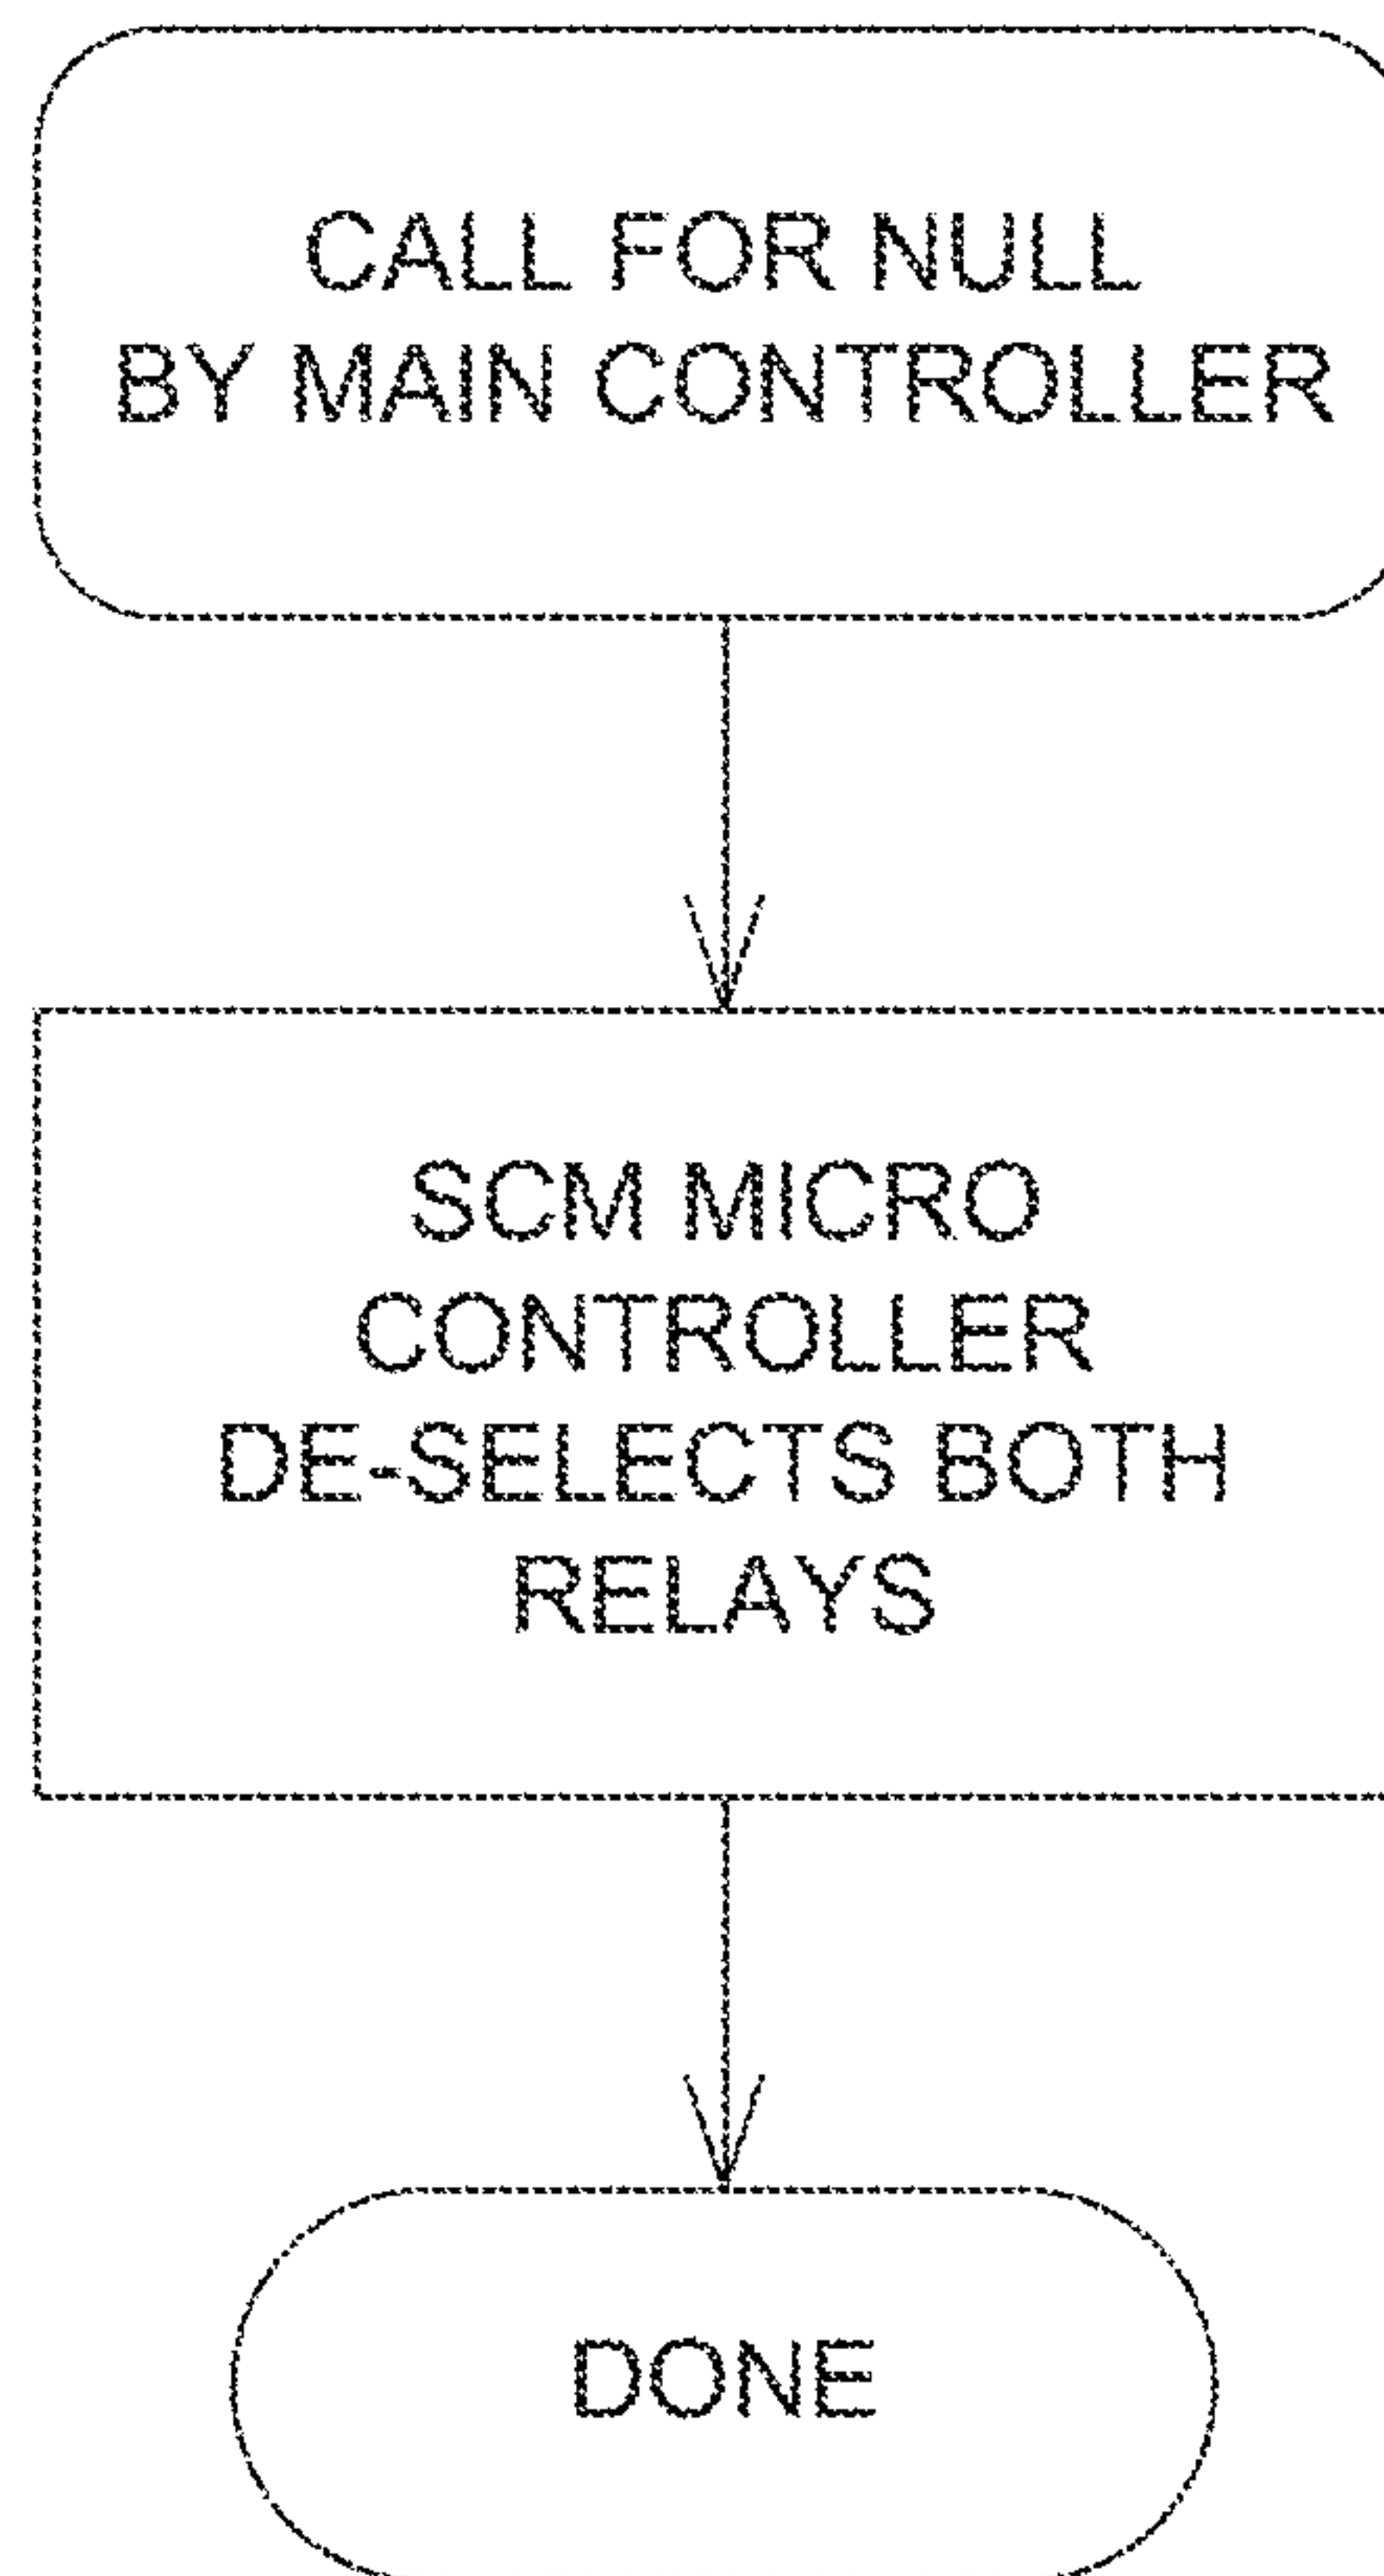 CALL FOR NULL
BY MAIN CONTROLLER
SCM MICRO
CONTROLLER
DE-SELECTS BOTH
RELAYS
DONE